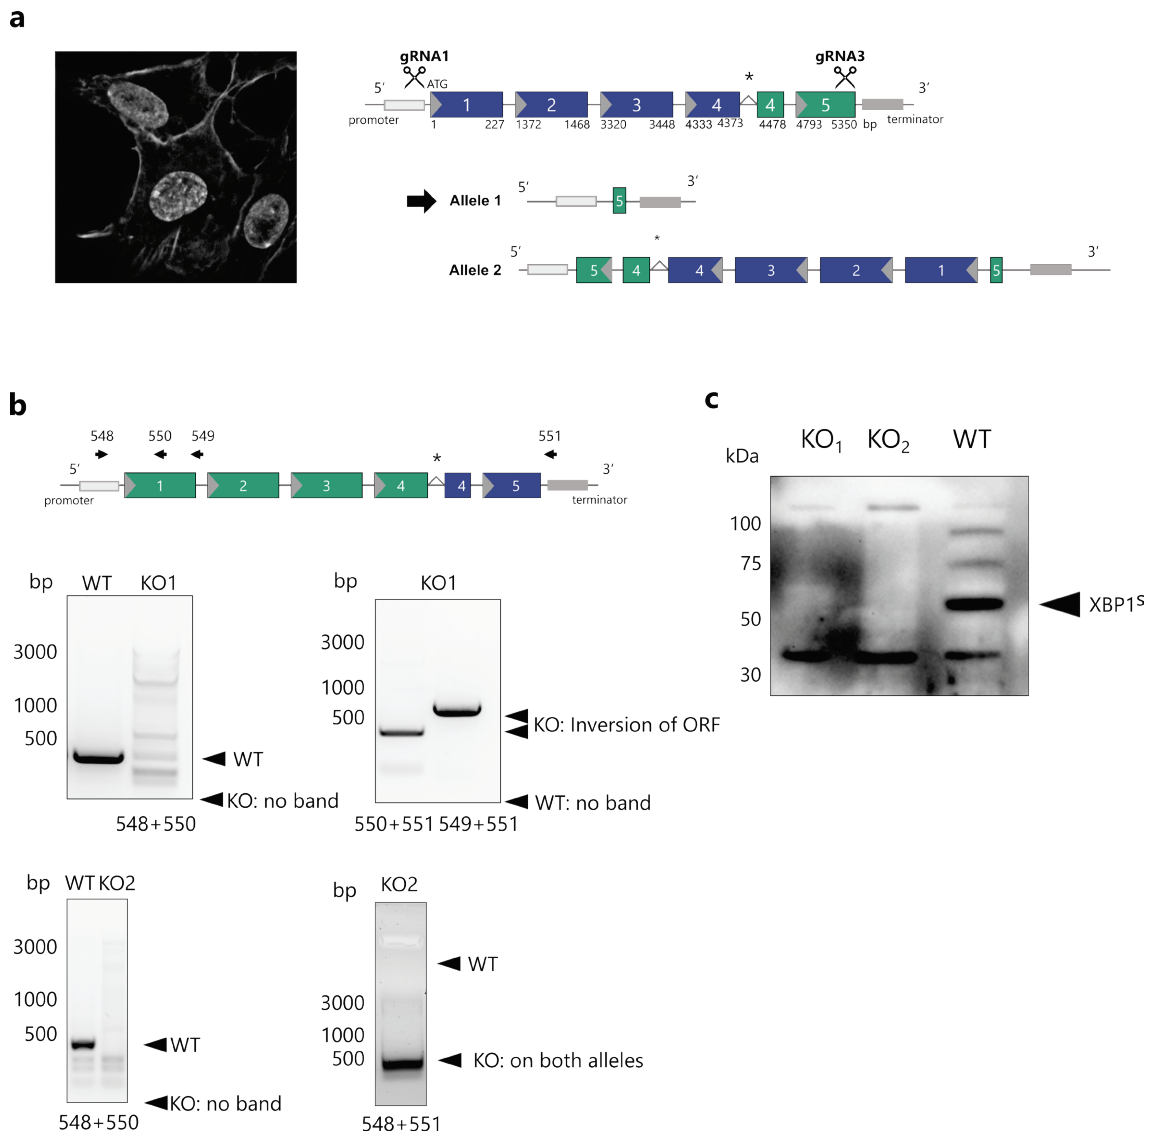 a
gRNA1
gRNA3
5′
ATG
*
3′
1
2
3
4
4
5
promoter
1
227
1372
1468
3320
3448
4333
4373
4478
4793
5350
bp
terminator
5′
3′
Allele 1
5
5′
*
3′
Allele 2
5
4
4
3
2
1
5
b
548
550
549
551
5′
*
3′
1
2
3
4
4
5
promoter
terminator
bp
WT
KO1
3000
1000
500
WT
KO: no band
548+550
bp
KO1
3000
1000
500
KO: Inversion of ORF
WT: no band
550+551
549+551
bp
WT
KO2
3000
1000
500
WT
KO: no band
548+550
bp
KO2
WT
3000
1000
500
KO: on both alleles
548+551
c
KO1
KO2
WT
kDa
100
75
50
30
XBP1s